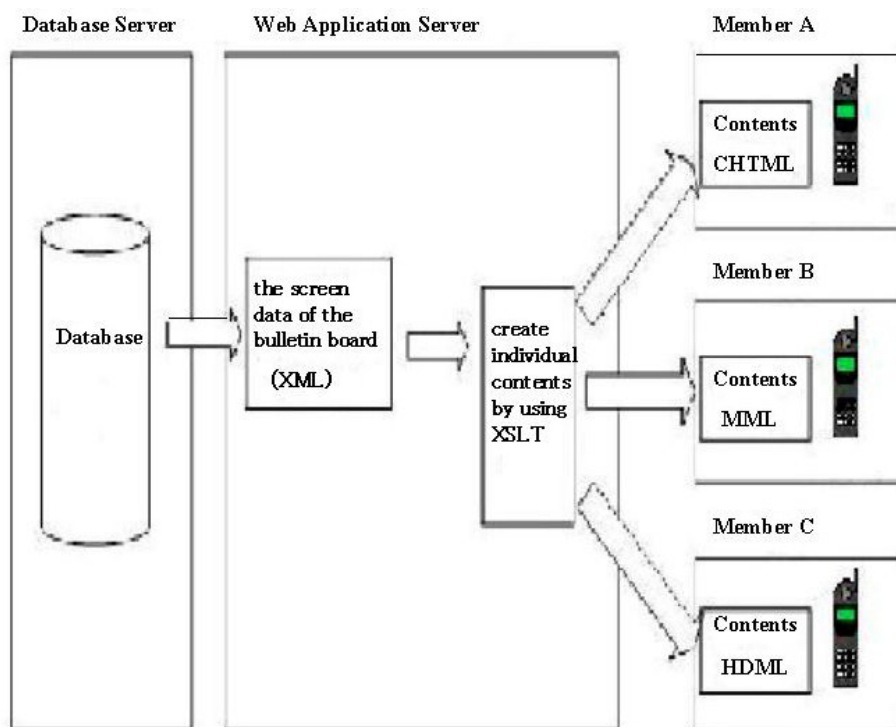 Database Server
Web Application Server
Member A
Contents
CHTML
Member B
the screen
data of the
bulletin board
(XML)
Database
create
individual
contents
by using
XSLT
Contents
MML
Member C
Contents
HDML